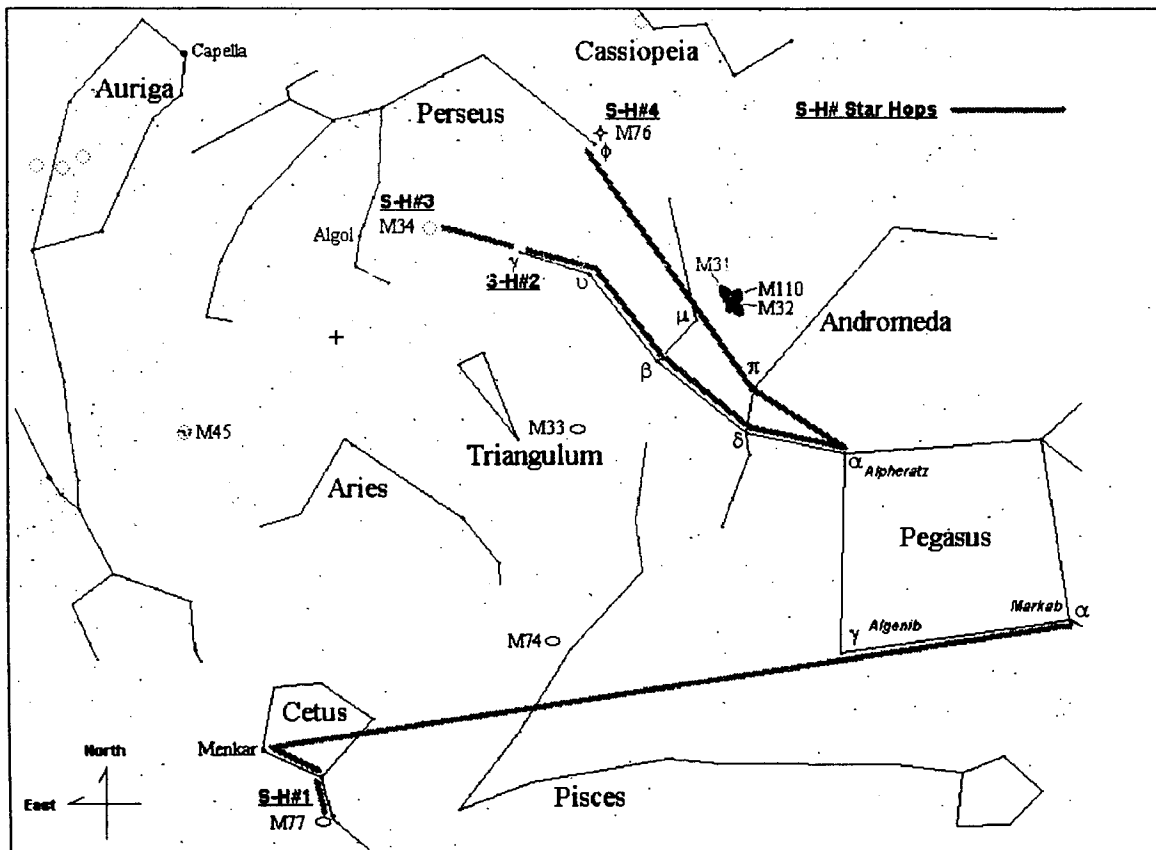 Cassiopeia
Capella
Auriga
Perseus
S-H#4
M76
φ
S-H# Star Hops
S-H#3
M34
Algol
γ
S-H#2
υ
M31
M110
M32
μ
Andromeda
β
π
M45
M33
Triangulum
δ
α
Alpheratz
Aries
Pegasus
Markab
α
γ
Algenib
M74
Cetus
Menkar
North
East
S-H#1
M77
Pisces